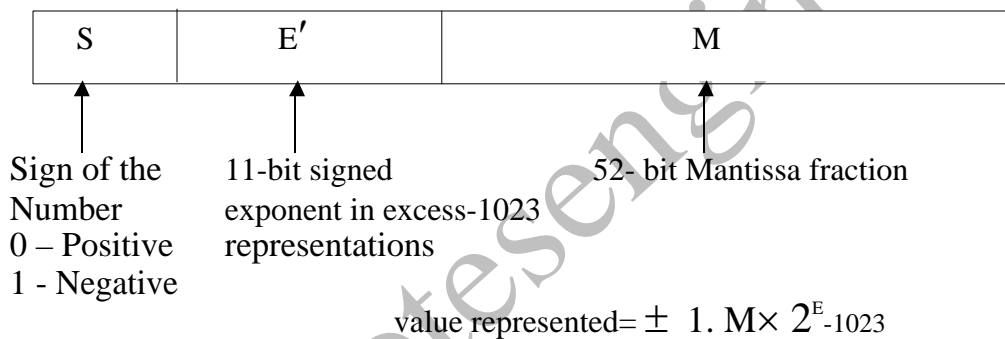 S E′ M
Sign of the 11-bit signed 52- bit Mantissa fraction
Number exponent in excess-1023
0 – Positive representations
1 - Negative
value represented= ± 1. M× 2^E-1023